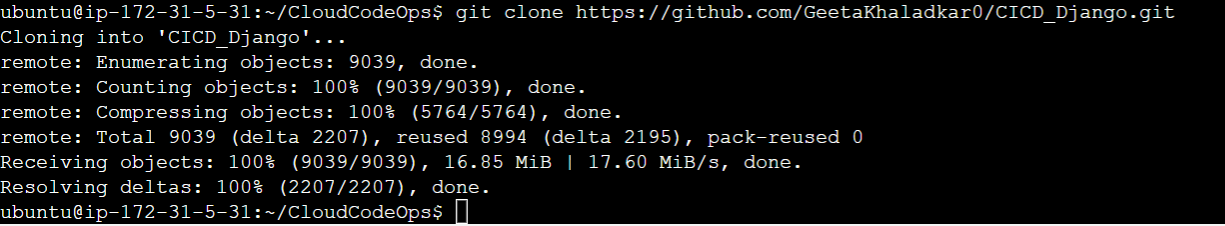 ubuntu@ip-172-31-5-31:~/CloudCodeOps$ git clone https://github.com/GeetaKhaladkar0/CICD_Django.git
Cloning into 'CICD_Django'...
remote: Enumerating objects: 9039, done.
remote: Counting objects: 100% (9039/9039), done.
remote: Compressing objects: 100% (5764/5764), done.
remote: Total 9039 (delta 2207), reused 8994 (delta 2195), pack-reused 0
Receiving objects: 100% (9039/9039), 16.85 MiB | 17.60 MiB/s, done.
Resolving deltas: 100% (2207/2207), done.
ubuntu@ip-172-31-5-31:~/CloudCodeOps$